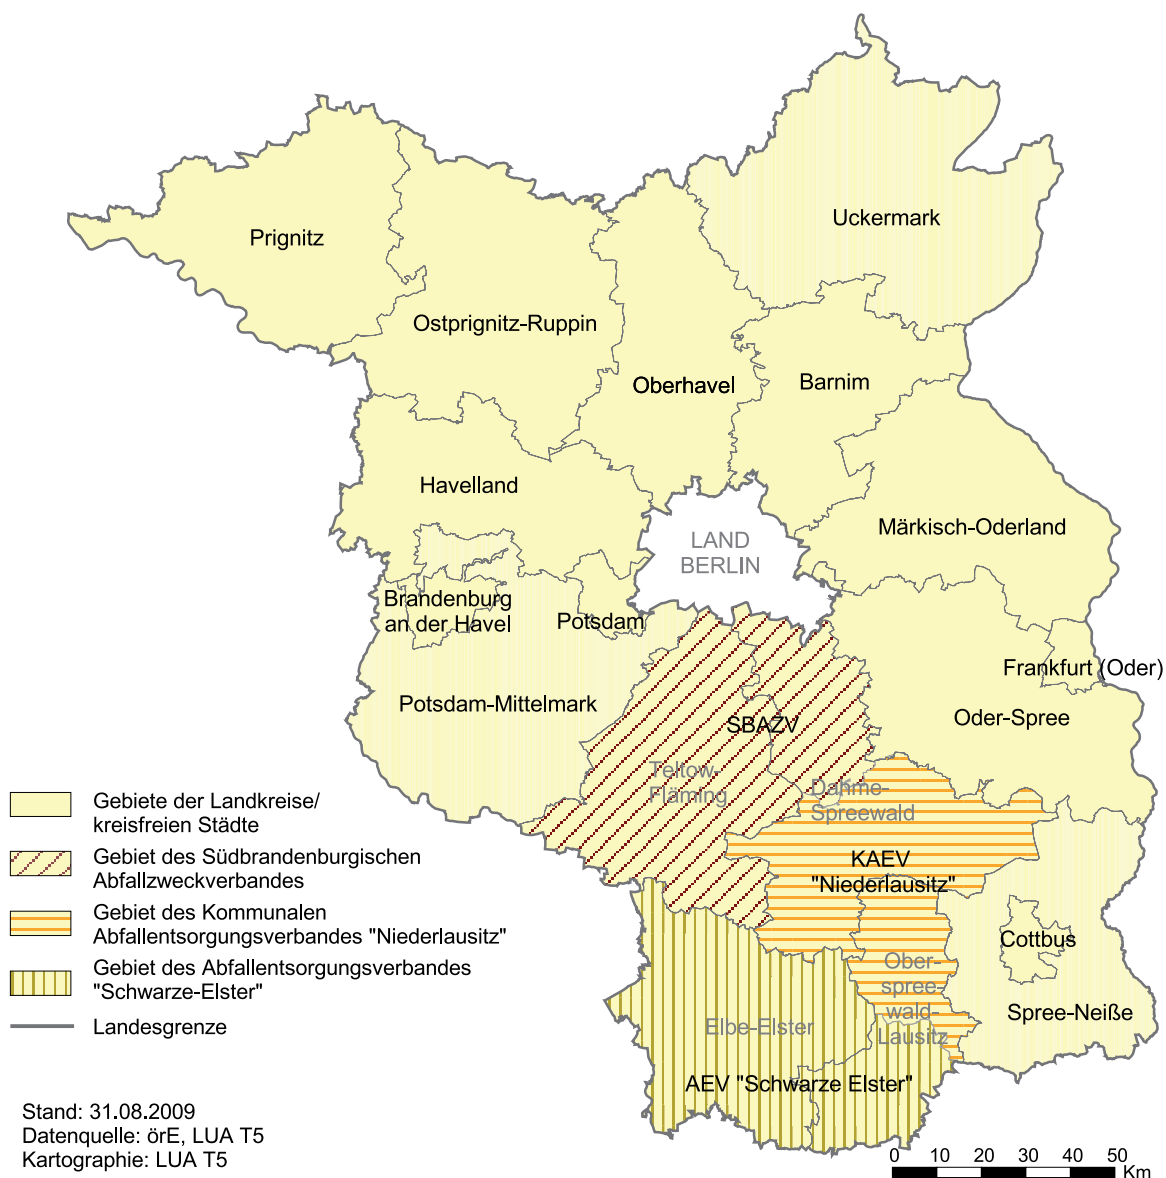 Uckermark
Prignitz
Ostprignitz-Ruppin
Oberhavel
Barnim
Havelland
Märkisch-Oderland
LAND
BERLIN
Brandenburg
an der Havel
Potsdam
Frankfurt (Oder)
Potsdam-Mittelmark
Oder-Spree
SBAZV
Teltow-
Fläming
Dahme-
Spreewald
KAEV
"Niederlausitz"
Cottbus
Ober-
spree-
wald-
Lausitz
Spree-Neiße
Elbe-Elster
AEV "Schwarze Elster"
Gebiete der Landkreise/
kreisfreien Städte
Gebiet des Südbrandenburgischen
Abfallzweckverbandes
Gebiet des Kommunalen
Abfallentsorgungsverbandes "Niederlausitz"
Gebiet des Abfallentsorgungsverbandes
"Schwarze-Elster"
Landesgrenze
Stand: 31.08.2009
Datenquelle: örE, LUA T5
Kartographie: LUA T5
0 10 20 30 40 50
Km